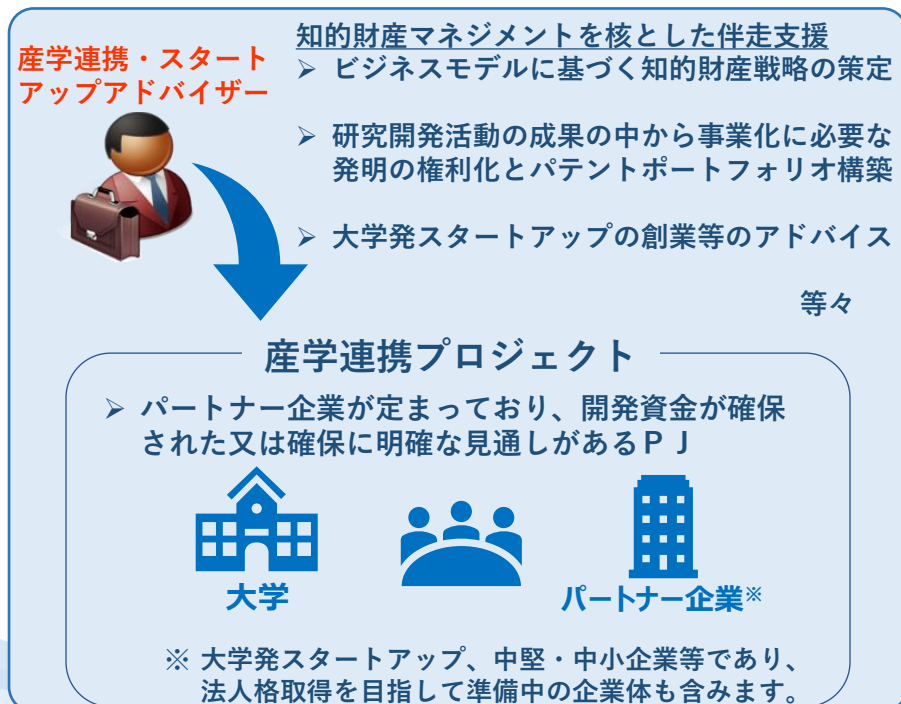 産学連携・スタート
アップアドバイザー
知的財産マネジメントを核とした伴走支援
➢ ビジネスモデルに基づく知的財産戦略の策定
➢ 研究開発活動の成果の中から事業化に必要な
発明の権利化とパテントポートフォリオ構築
➢ 大学発スタートアップの創業等のアドバイス
等々
産学連携プロジェクト
➢ パートナー企業が定まっており、開発資金が確保
された又は確保に明確な見通しがあるＰＪ
大学
パートナー企業※
※ 大学発スタートアップ、中堅・中小企業等であり、
法人格取得を目指して準備中の企業体も含みます。